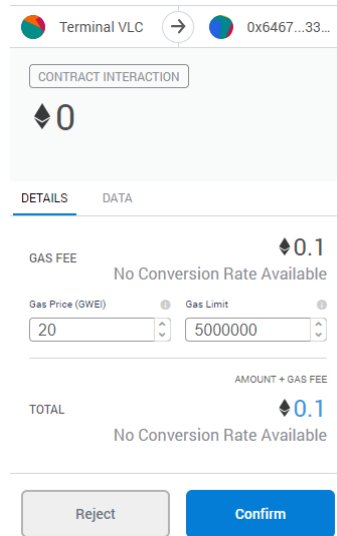 Terminal VLC 0x6467...33...
CONTRACT INTERACTION
0
DETAILS DATA
GAS FEE 0.1
No Conversion Rate Available
Gas Price (GWEI) Gas Limit
20 5000000
AMOUNT + GAS FEE
TOTAL 0.1
No Conversion Rate Available
Reject Confirm